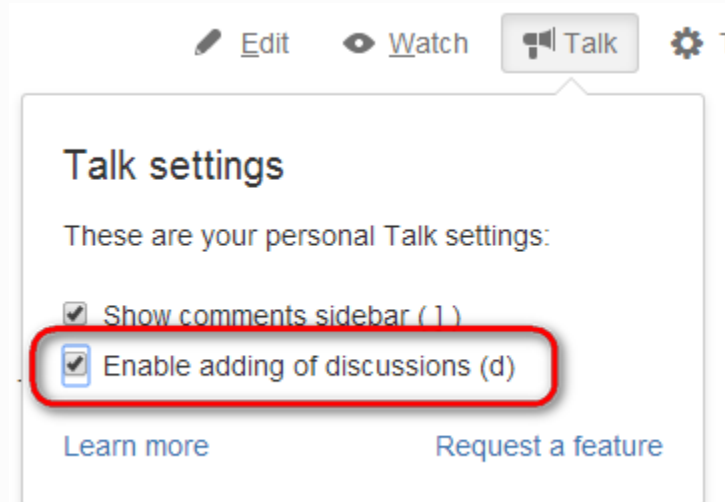 Edit Watch Talk
Talk settings
These are your personal Talk settings:
Show comments sidebar ( ] )
Enable adding of discussions (d)
Learn more Request a feature